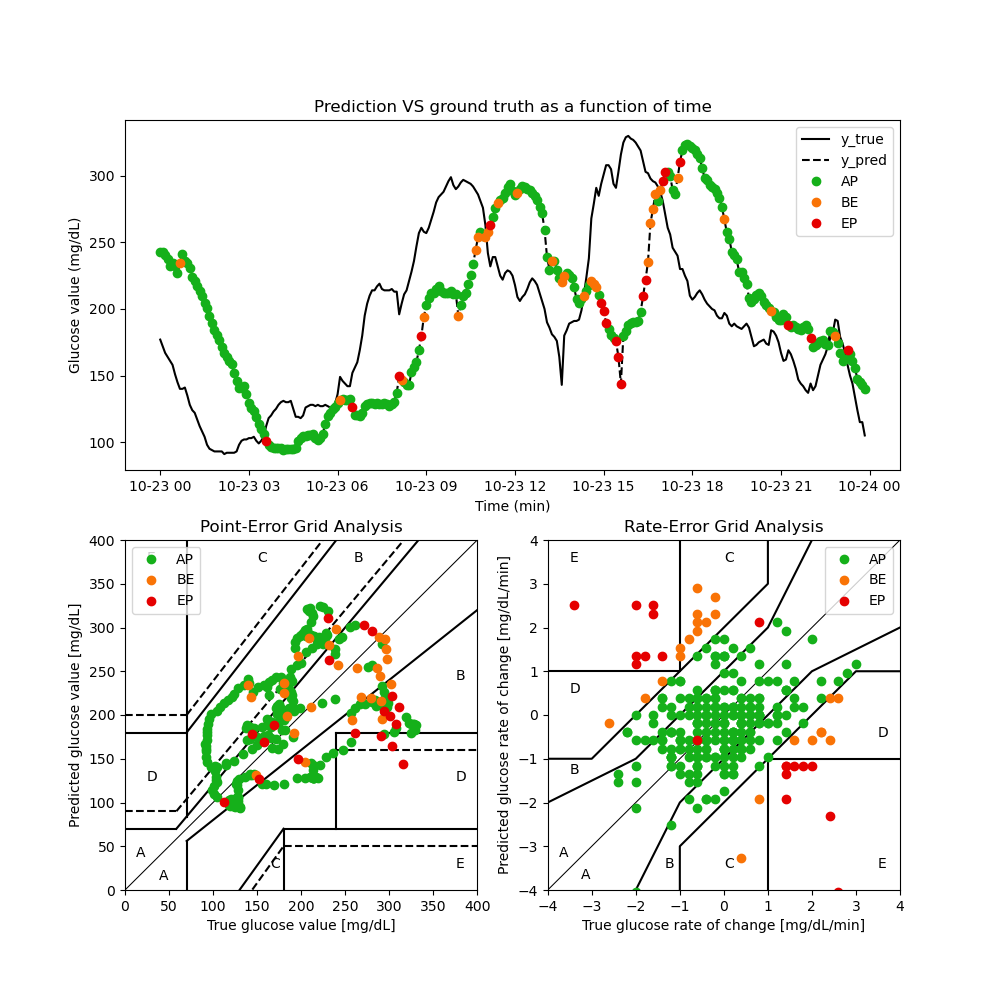 Prediction VS ground truth as a function of time
Glucose value (mg/dL)
300
250
200
150
100
y_true
y_pred
AP
BE
EP
10-23 00 10-23 03 10-23 06 10-23 09 10-23 12 10-23 15 10-23 18 10-23 21 10-24 00
Time (min)
Point-Error Grid Analysis
Predicted glucose value [mg/dL]
400
350
300
250
200
150
100
50
0
AP
BE
EP
C
B
B
D
D
A
A
C
E
0 50 100 150 200 250 300 350 400
True glucose value [mg/dL]
Rate-Error Grid Analysis
Predicted glucose rate of change [mg/dL/min]
4
3
2
1
0
−1
−2
−3
−4
E
C
AP
BE
EP
D
D
B
A
A
B
C
E
−4 −3 −2 −1 0 1 2 3 4
True glucose rate of change [mg/dL/min]